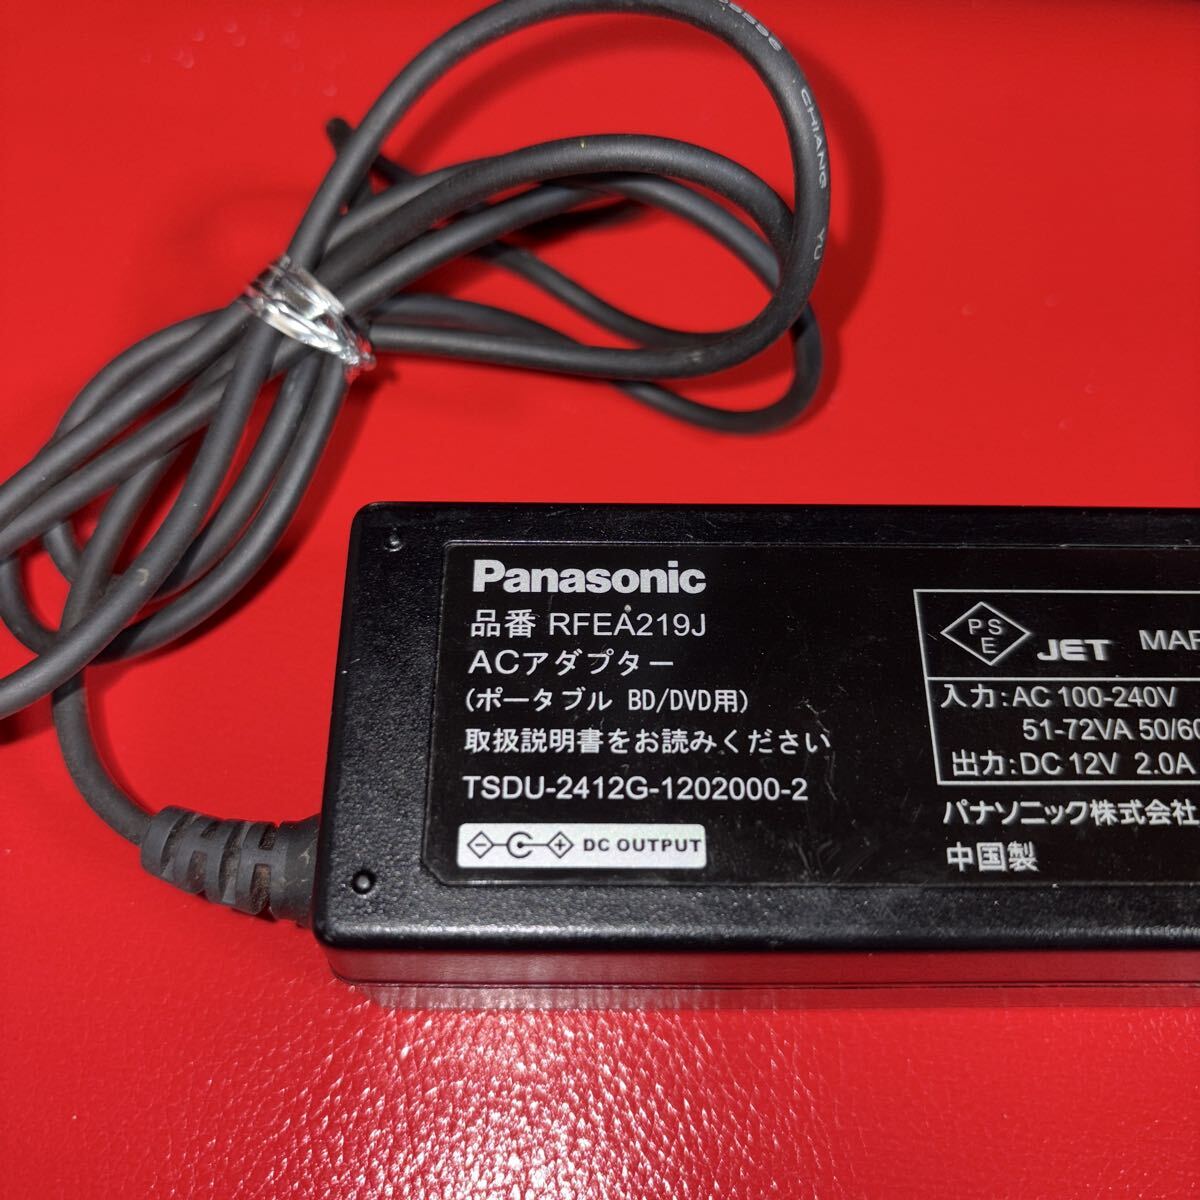 CHIANG YU
Panasonic
品番 RFEA219J
ACアダプター
(ポータブル BD/DVD用)
取扱説明書をお読みください
TSDU-2412G-1202000-2
- C + DC OUTPUT
PSE JET
入力:AC 100-240V
51-72VA 50/60
出力:DC 12V 2.0A
パナソニック株式会社
中国製